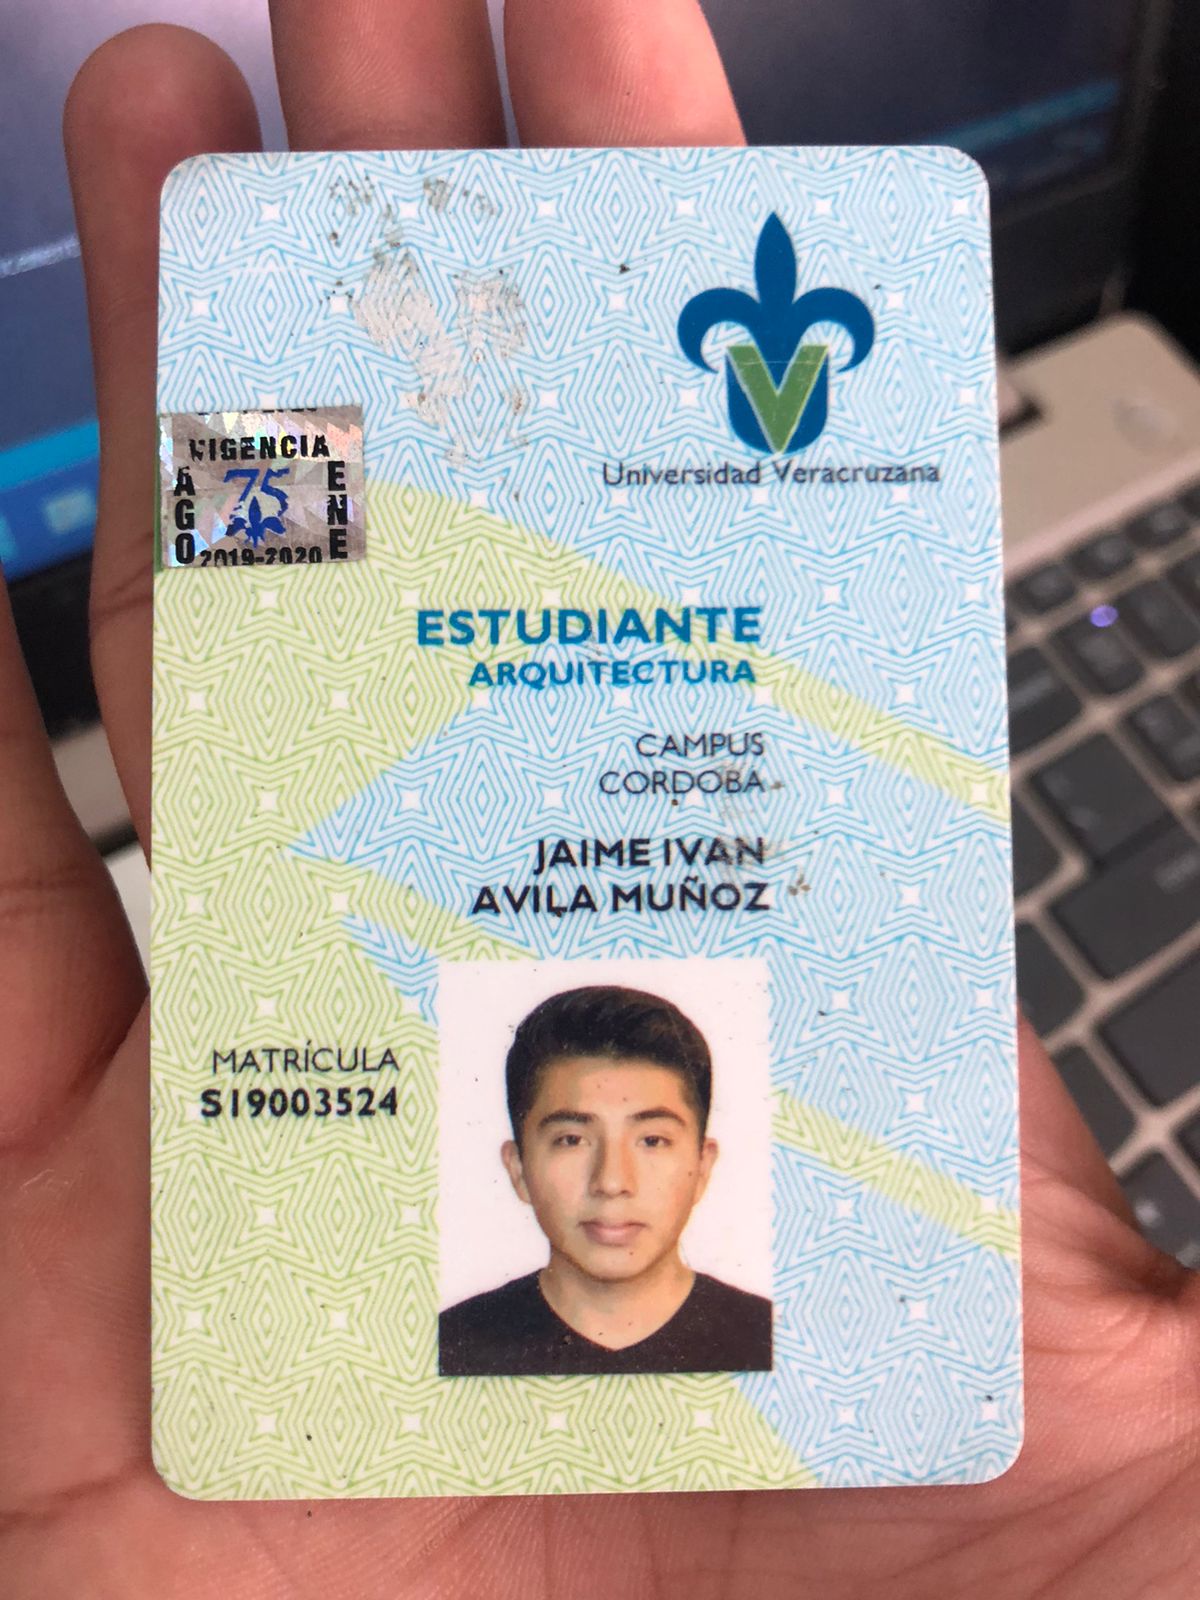 Universidad Veracruzana
VIGENCIA
AGO
75
ENE
2019-2020
ESTUDIANTE
ARQUITECTURA
CAMPUS
CORDOBA
JAIME IVAN
AVILA MUÑOZ
MATRÍCULA
S19003524